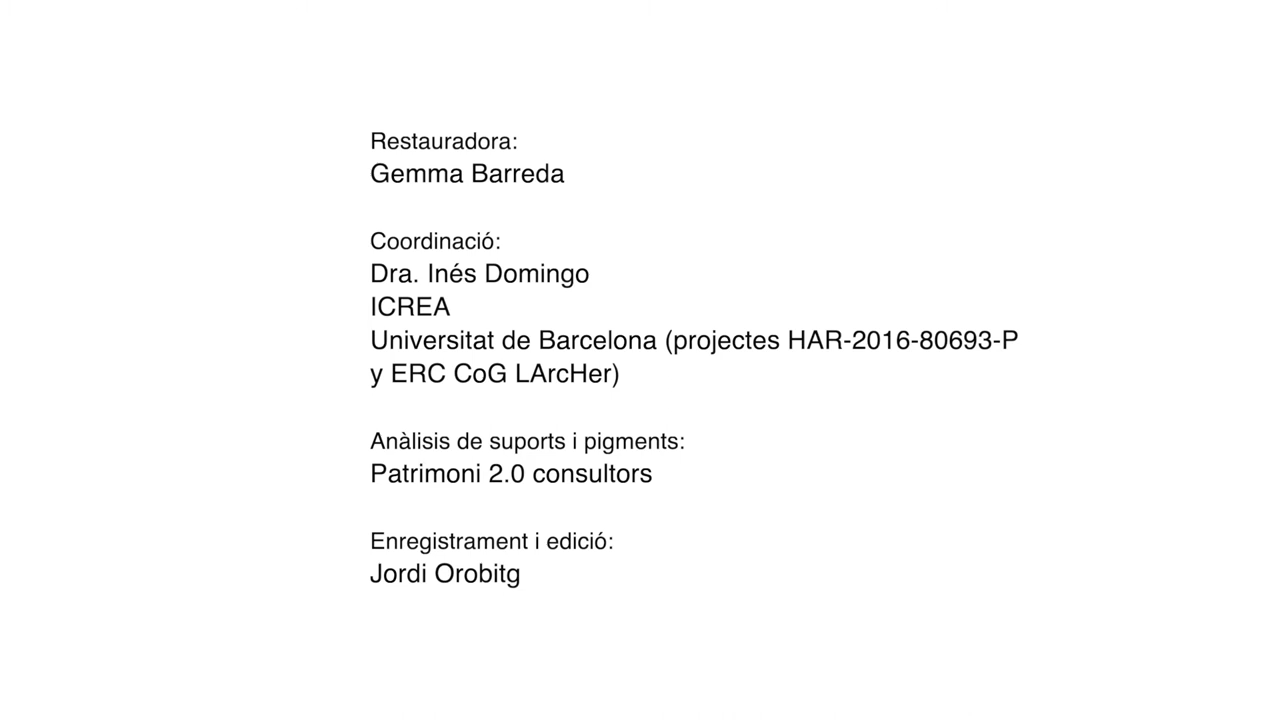 Restauradora:
Gemma Barreda
Coordinació:
Dra. Inés Domingo
ICREA
Universitat de Barcelona (projectes HAR-2016-80693-P
y ERC CoG LArcHer)
Anàlisis de suports i pigments:
Patrimoni 2.0 consultors
Enregistrament i edició:
Jordi Orobitg